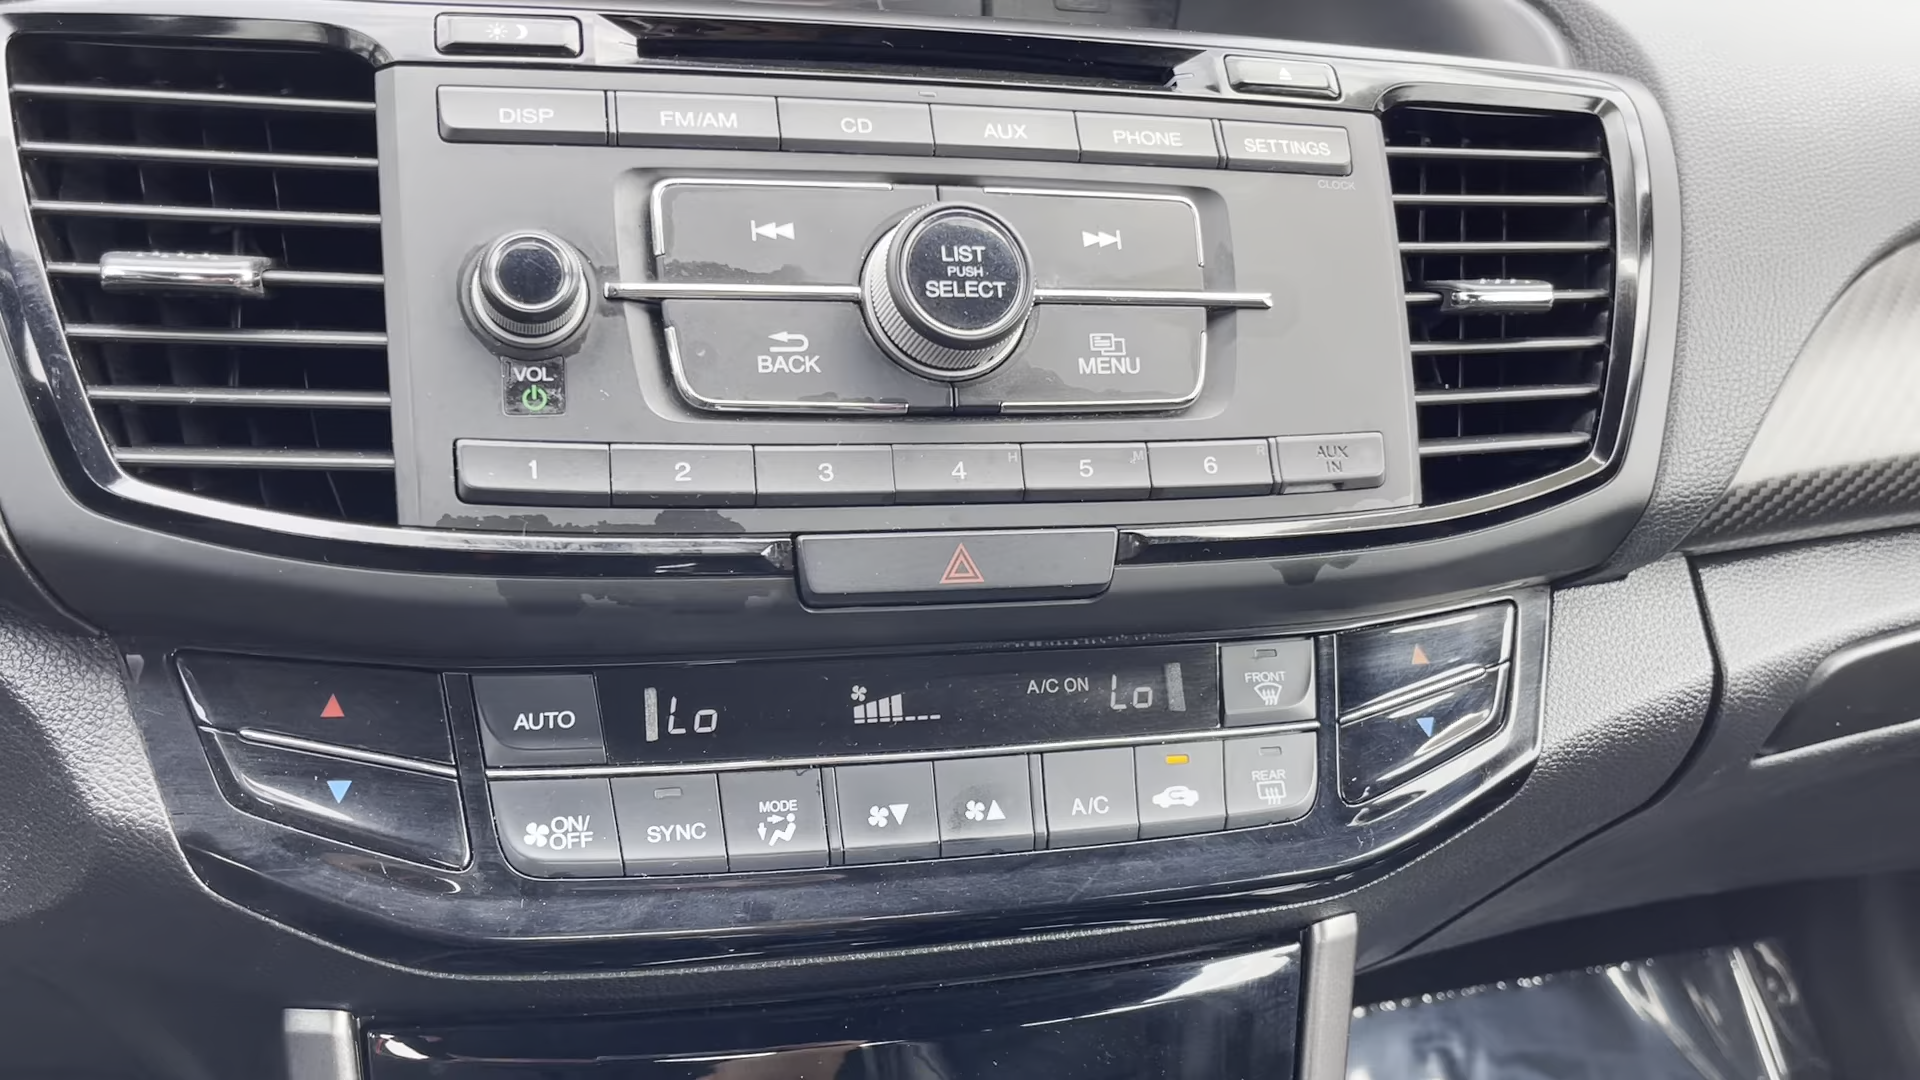 DISP FM/AM CD AUX PHONE SETTINGS
CLOCK
LIST
PUSH
SELECT
VOL
BACK
MENU
1 2 3 4 H 5 M 6 R AUX
IN
AUTO
Lo
A/C ON
Lo
FRONT
ON/
OFF
SYNC
MODE
A/C
REAR